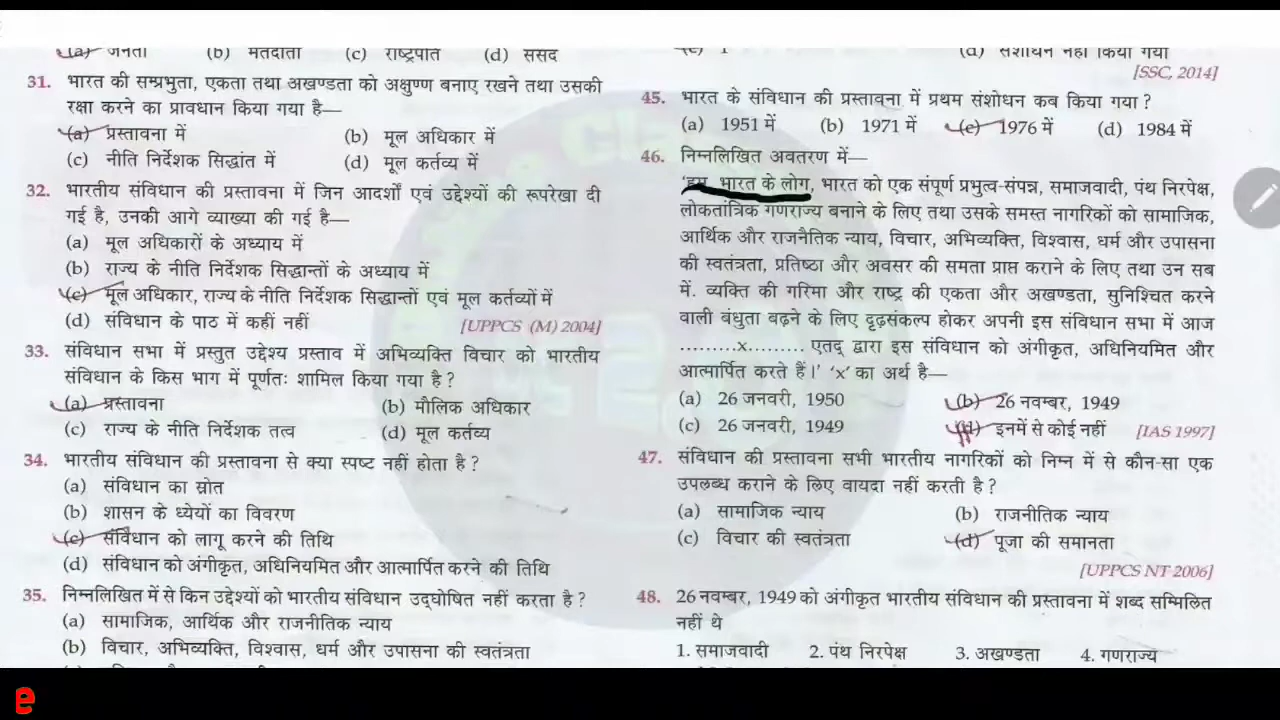 (a) जनता (b) मतदाता (c) राष्ट्रपति (d) संसद
31. भारत की सम्प्रभुता, एकता तथा अखण्डता को अक्षुण्ण बनाए रखने तथा उसकी
रक्षा करने का प्रावधान किया गया है—
(a) प्रस्तावना में (b) मूल अधिकार में
(c) नीति निर्देशक सिद्धांत में (d) मूल कर्तव्य में
32. भारतीय संविधान की प्रस्तावना में जिन आदर्शों एवं उद्देश्यों की रूपरेखा दी
गई है, उनकी आगे व्याख्या की गई है—
(a) मूल अधिकारों के अध्याय में
(b) राज्य के नीति निर्देशक सिद्धान्तों के अध्याय में
(c) मूल अधिकार, राज्य के नीति निर्देशक सिद्धान्तों एवं मूल कर्तव्यों में
(d) संविधान के पाठ में कहीं नहीं [UPPCS (M) 2004]
33. संविधान सभा में प्रस्तुत उद्देश्य प्रस्ताव में अभिव्यक्ति विचार को भारतीय
संविधान के किस भाग में पूर्णतः शामिल किया गया है ?
(a) प्रस्तावना (b) मौलिक अधिकार
(c) राज्य के नीति निर्देशक तत्व (d) मूल कर्तव्य
34. भारतीय संविधान की प्रस्तावना से क्या स्पष्ट नहीं होता है ?
(a) संविधान का स्रोत
(b) शासन के ध्येयों का विवरण
(c) संविधान को लागू करने की तिथि
(d) संविधान को अंगीकृत, अधिनियमित और आत्मार्पित करने की तिथि
35. निम्नलिखित में से किन उद्देश्यों को भारतीय संविधान उद्घोषित नहीं करता है ?
(a) सामाजिक, आर्थिक और राजनीतिक न्याय
(b) विचार, अभिव्यक्ति, विश्वास, धर्म और उपासना की स्वतंत्रता
(c) 1 (d) संशोधन नहीं किया गया
[SSC, 2014]
45. भारत के संविधान की प्रस्तावना में प्रथम संशोधन कब किया गया ?
(a) 1951 में (b) 1971 में (c) 1976 में (d) 1984 में
46. निम्नलिखित अवतरण में—
'हम भारत के लोग, भारत को एक संपूर्ण प्रभुत्व-संपन्न, समाजवादी, पंथ निरपेक्ष,
लोकतांत्रिक गणराज्य बनाने के लिए तथा उसके समस्त नागरिकों को सामाजिक,
आर्थिक और राजनैतिक न्याय, विचार, अभिव्यक्ति, विश्वास, धर्म और उपासना
की स्वतंत्रता, प्रतिष्ठा और अवसर की समता प्राप्त कराने के लिए तथा उन सब
में. व्यक्ति की गरिमा और राष्ट्र की एकता और अखण्डता, सुनिश्चित करने
वाली बंधुता बढ़ने के लिए दृढ़संकल्प होकर अपनी इस संविधान सभा में आज
.........x......... एतद् द्वारा इस संविधान को अंगीकृत, अधिनियमित और
आत्मार्पित करते हैं।' 'x' का अर्थ है—
(a) 26 जनवरी, 1950 (b) 26 नवम्बर, 1949
(c) 26 जनवरी, 1949 (d) इनमें से कोई नहीं [IAS 1997]
47. संविधान की प्रस्तावना सभी भारतीय नागरिकों को निम्न में से कौन-सा एक
उपलब्ध कराने के लिए वायदा नहीं करती है ?
(a) सामाजिक न्याय (b) राजनीतिक न्याय
(c) विचार की स्वतंत्रता (d) पूजा की समानता
[UPPCS NT 2006]
48. 26 नवम्बर, 1949 को अंगीकृत भारतीय संविधान की प्रस्तावना में शब्द सम्मिलित
नहीं थे
1. समाजवादी 2. पंथ निरपेक्ष 3. अखण्डता 4. गणराज्य
e